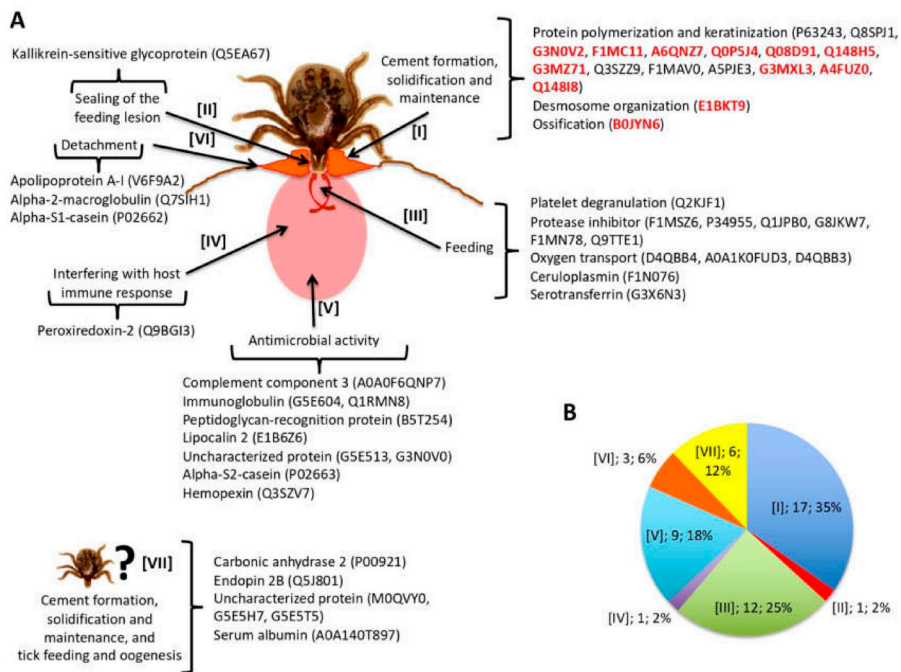 A
Kallikrein-sensitive glycoprotein (Q5EA67)
Sealing of the
feeding lesion
[II]
Detachment
[VI]
Apolipoprotein A-I (V6F9A2)
Alpha-2-macroglobulin (Q7SIH1)
Alpha-S1-casein (P02662)
[IV]
Interfering with host
immune response
Peroxiredoxin-2 (Q9BGI3)
Cement formation,
solidification and
maintenance
[I]
Protein polymerization and keratinization (P63243, Q8SPJ1,
G3N0V2, F1MC11, A6QNZ7, Q0P5J4, Q08D91, Q148H5,
G3MZ71, Q3SZZ9, F1MAV0, A5PJE3, G3MXL3, A4FUZ0,
Q148I8)
Desmosome organization (E1BKT9)
Ossification (B0JYN6)
[III]
Feeding
Platelet degranulation (Q2KJF1)
Protease inhibitor (F1MSZ6, P34955, Q1JPB0, G8JKW7,
F1MN78, Q9TTE1)
Oxygen transport (D4QBB4, A0A1K0FUD3, D4QBB3)
Ceruloplasmin (F1N076)
Serotransferrin (G3X6N3)
[V]
Antimicrobial activity
Complement component 3 (A0A0F6QNP7)
Immunoglobulin (G5E604, Q1RMN8)
Peptidoglycan-recognition protein (B5T254)
Lipocalin 2 (E1B6Z6)
Uncharacterized protein (G5E513, G3N0V0)
Alpha-S2-casein (P02663)
Hemopexin (Q3SZV7)
? [VII]
Cement formation,
solidification and
maintenance, and
tick feeding and oogenesis
Carbonic anhydrase 2 (P00921)
Endopin 2B (Q5J801)
Uncharacterized protein (M0QVY0,
G5E5H7, G5E5T5)
Serum albumin (A0A140T897)
B
[VII]; 6;
12%
[VI]; 3; 6%
[I]; 17; 35%
[V]; 9; 18%
[IV]; 1; 2%
[III]; 12; 25%
[II]; 1; 2%